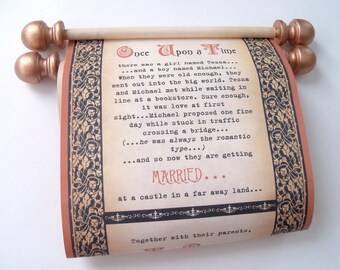 Once Upon a Time
there was a girl named Tessa...
...and a boy named Michael...
When they were old enough, they
went out into the big world. Tessa
and Michael met while waiting in
line at a bookstore. Sure enough,
it was love at first
sight...Michael proposed one fine
day while stuck in traffic
crossing a bridge...
(...he was always the romantic
type...)
...and so now they are getting
MARRIED...
at a castle in a far away land...
Together with their parents,